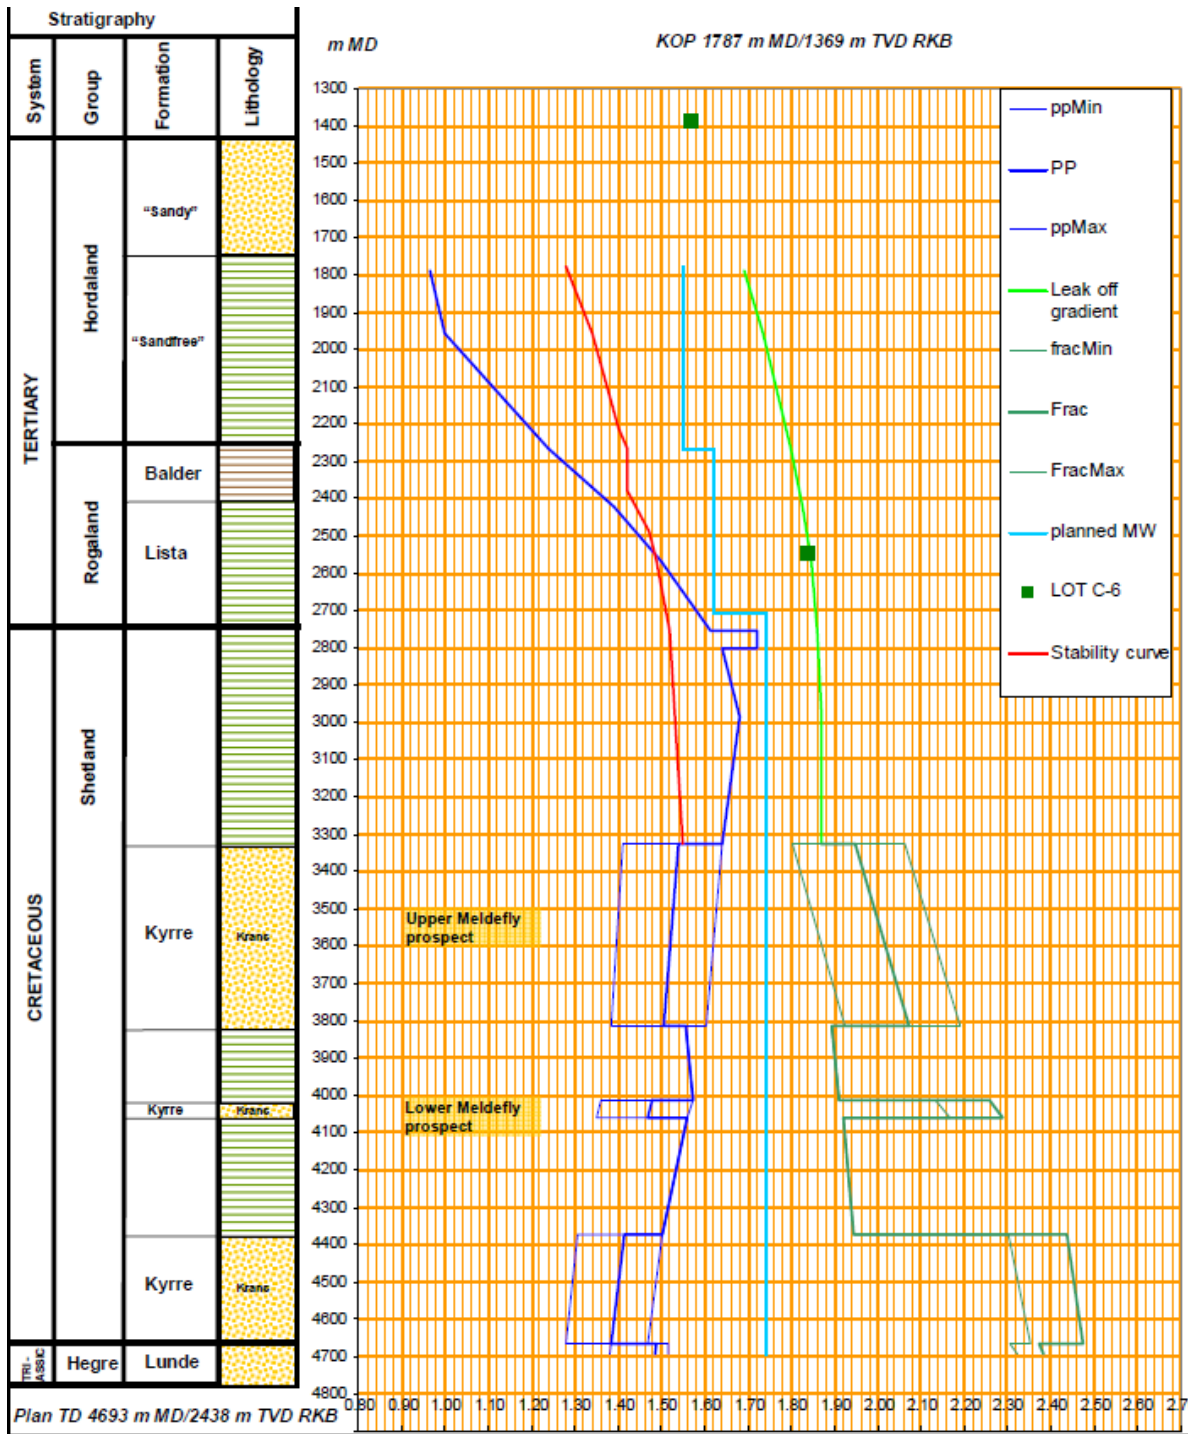 Stratigraphy
System
Group
Formation
Lithology
m MD
KOP 1787 m MD/1369 m TVD RKB
1300
1400
1500
1600
1700
1800
1900
2000
2100
2200
2300
2400
2500
2600
2700
2800
2900
3000
3100
3200
3300
3400
3500
3600
3700
3800
3900
4000
4100
4200
4300
4400
4500
4600
4700
4800
ppMin
PP
ppMax
Leak off
gradient
fracMin
Frac
FracMax
planned MW
LOT C-6
Stability curve
TERTIARY
Hordaland
"Sandy"
"Sandfree"
Rogaland
Balder
Lista
CRETACEOUS
Shetland
Kyrre
Krans
Upper Meldefly
prospect
Kyrre
Krans
Lower Meldefly
prospect
Kyrre
Krans
TRI-
ASSIC
Hegre
Lunde
Plan TD 4693 m MD/2438 m TVD RKB
0.80 0.90 1.00 1.10 1.20 1.30 1.40 1.50 1.60 1.70 1.80 1.90 2.00 2.10 2.20 2.30 2.40 2.50 2.60 2.7